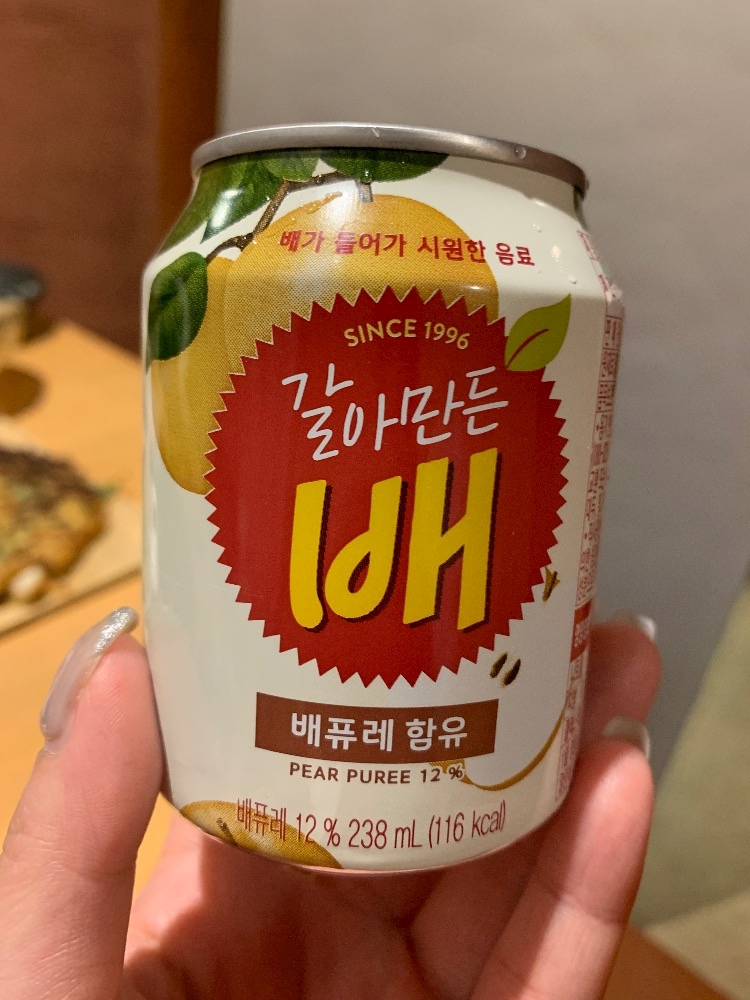 배가 들어가 시원한 음료
SINCE 1996
갈아만든
배
배퓨레 함유
PEAR PUREE 12 %
배퓨레 12 % 238 mL (116 kcal)